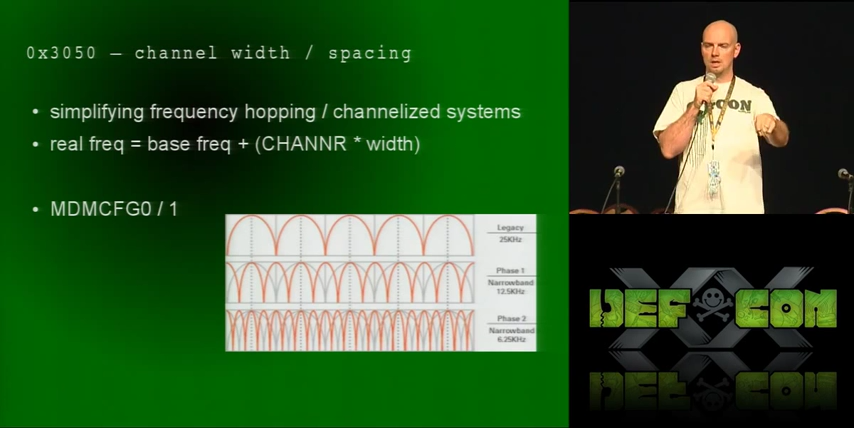 0x3050 – channel width / spacing
• simplifying frequency hopping / channelized systems
• real freq = base freq + (CHANNR * width)
• MDMCFG0 / 1
Legacy
25KHz
Phase 1
Narrowband
12.5KHz
Phase 2
Narrowband
6.25KHz
CON
DEF CON
XX